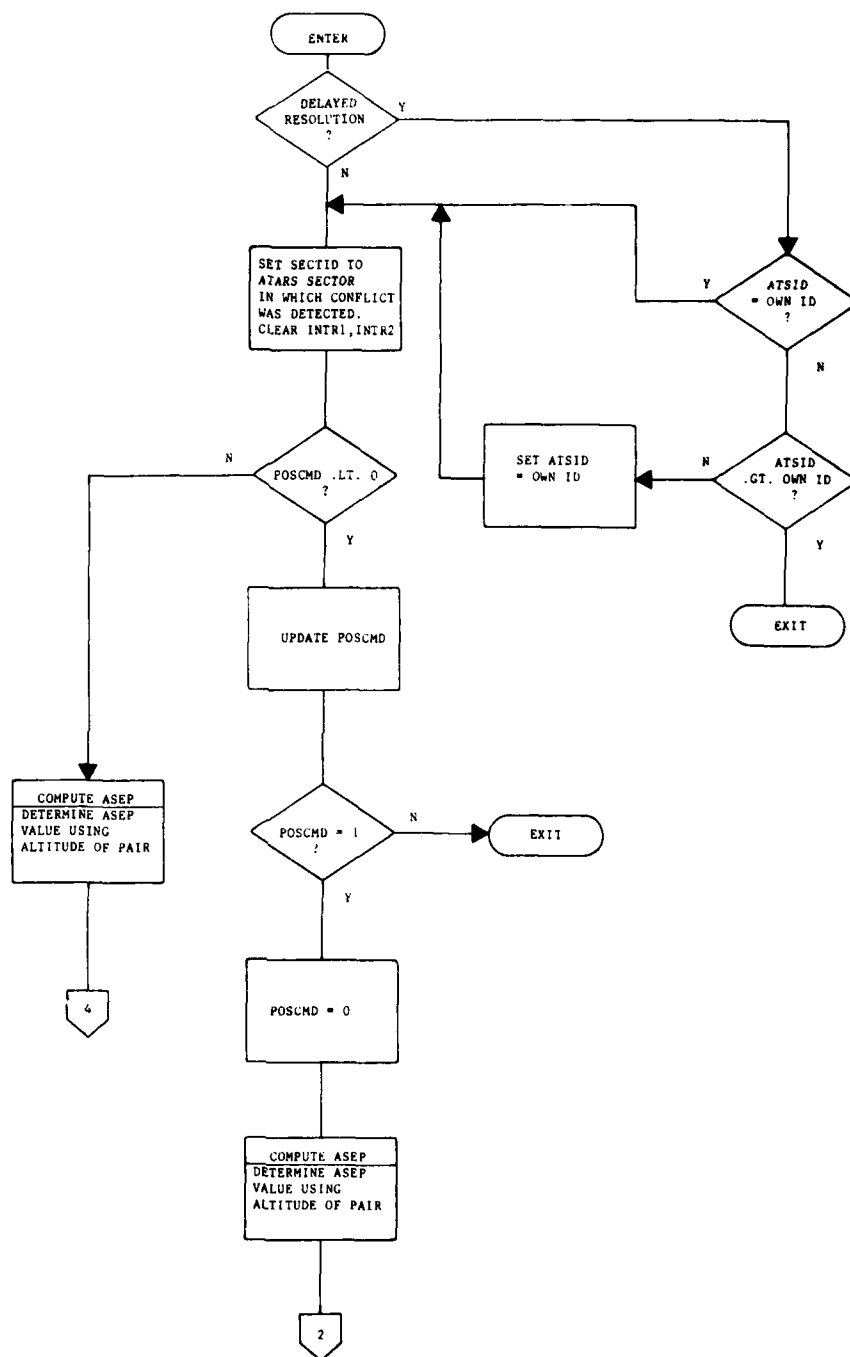 ENTER
DELAYED
RESOLUTION
?
Y
N
SET SECTID TO
ATARS SECTOR
IN WHICH CONFLICT
WAS DETECTED.
CLEAR INTR1,INTR2
Y
ATSID
= OWN ID
?
N
N
POSCMD .LT. 0
?
Y
SET ATSID
= OWN ID
N
ATSID
.GT. OWN ID
?
Y
EXIT
UPDATE POSCMD
COMPUTE ASEP
DETERMINE ASEP
VALUE USING
ALTITUDE OF PAIR
4
POSCMD = 1
?
N
EXIT
Y
POSCMD = 0
COMPUTE ASEP
DETERMINE ASEP
VALUE USING
ALTITUDE OF PAIR
2